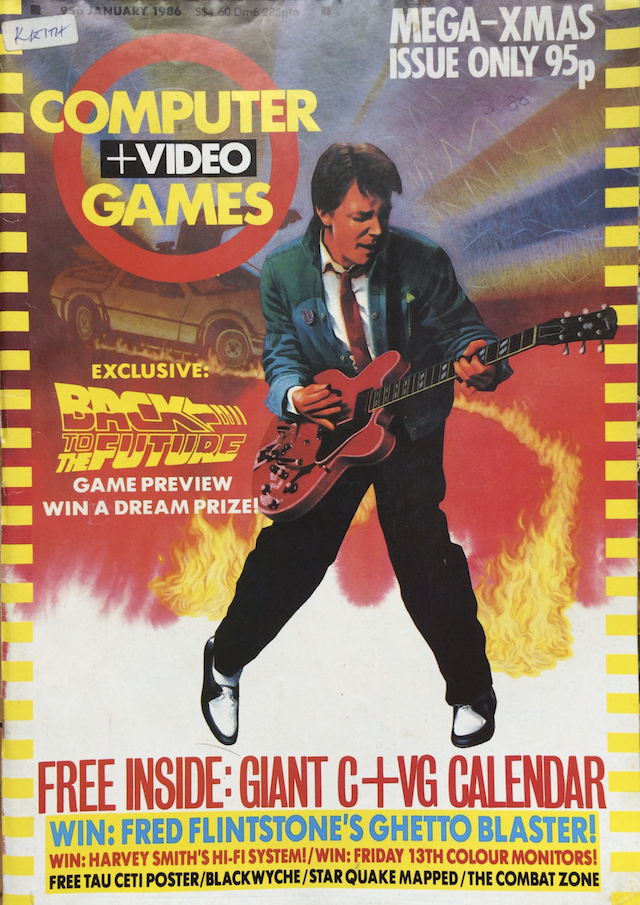 KEITH
95p JANUARY 1986
MEGA-XMAS
ISSUE ONLY 95p
COMPUTER
+VIDEO
GAMES
EXCLUSIVE:
BACK
TO THE FUTURE
GAME PREVIEW
WIN A DREAM PRIZE!
FREE INSIDE: GIANT C+VG CALENDAR
WIN: FRED FLINTSTONE'S GHETTO BLASTER!
WIN: HARVEY SMITH'S HI-FI SYSTEM!/WIN: FRIDAY 13TH COLOUR MONITORS!
FREE TAU CETI POSTER/BLACKWYCHE/STAR QUAKE MAPPED/THE COMBAT ZONE